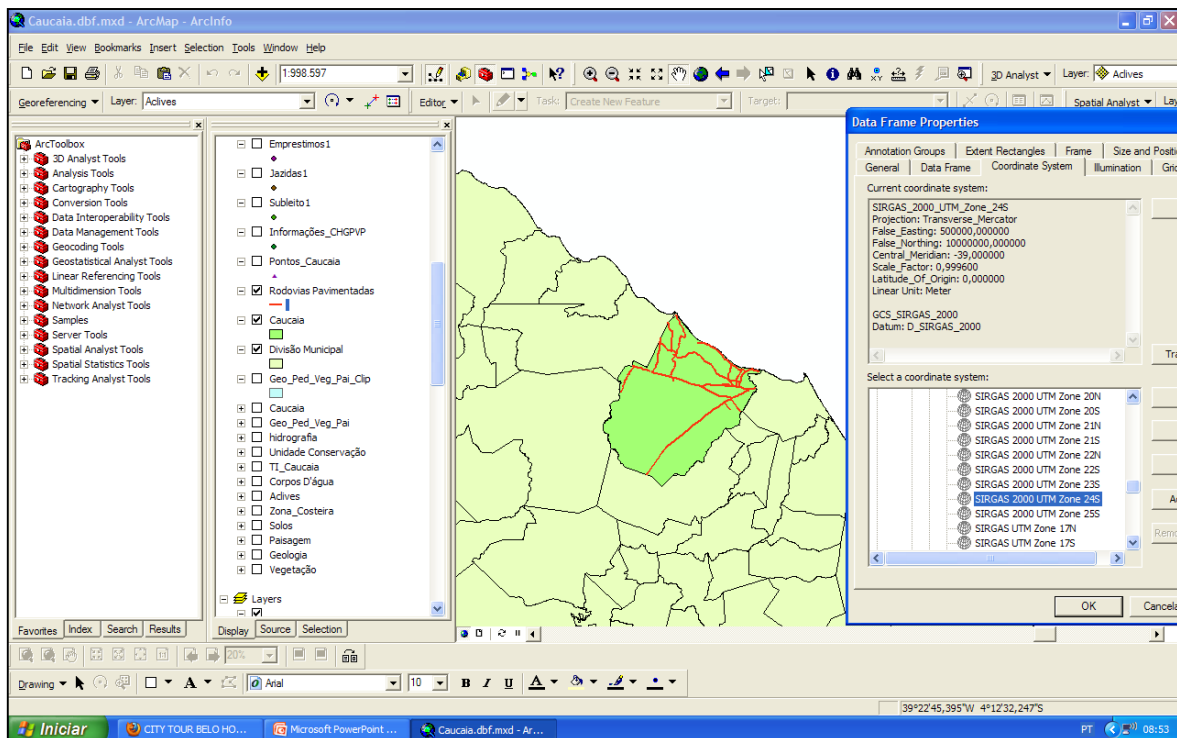 Caucaia.dbf.mxd - ArcMap - ArcInfo
File Edit View Bookmarks Insert Selection Tools Window Help
1:998.597
3D Analyst
Layer: Aclives
Georeferencing Layer: Aclives
Editor Task: Create New Feature Target:
Spatial Analyst
ArcToolbox
3D Analyst Tools
Analysis Tools
Cartography Tools
Conversion Tools
Data Interoperability Tools
Data Management Tools
Geocoding Tools
Geostatistical Analyst Tools
Linear Referencing Tools
Multidimension Tools
Network Analyst Tools
Samples
Server Tools
Spatial Analyst Tools
Spatial Statistics Tools
Tracking Analyst Tools
Favorites Index Search Results
Emprestimos1
Jazidas1
Subleito1
Informações_CHGPVP
Pontos_Caucaia
Rodovias Pavimentadas
Caucaia
Divisão Municipal
Geo_Ped_Veg_Pai_Clip
Caucaia
Geo_Ped_Veg_Pai
hidrografia
Unidade Conservação
TI_Caucaia
Corpos D'água
Aclives
Zona_Costeira
Solos
Paisagem
Geologia
Vegetação
Layers
Display Source Selection
Data Frame Properties
Annotation Groups Extent Rectangles Frame Size and Positi
General Data Frame Coordinate System Illumination Gri
Current coordinate system:
SIRGAS_2000_UTM_Zone_24S
Projection: Transverse_Mercator
False_Easting: 500000,000000
False_Northing: 10000000,000000
Central_Meridian: -39,000000
Scale_Factor: 0,999600
Latitude_Of_Origin: 0,000000
Linear Unit: Meter
GCS_SIRGAS_2000
Datum: D_SIRGAS_2000
Tra
Select a coordinate system:
SIRGAS 2000 UTM Zone 20N
SIRGAS 2000 UTM Zone 20S
SIRGAS 2000 UTM Zone 21N
SIRGAS 2000 UTM Zone 21S
SIRGAS 2000 UTM Zone 22N
SIRGAS 2000 UTM Zone 22S
SIRGAS 2000 UTM Zone 23S
SIRGAS 2000 UTM Zone 24S
SIRGAS 2000 UTM Zone 25S
SIRGAS UTM Zone 17N
SIRGAS UTM Zone 17S
Remo
OK Cancela
20%
Drawing Arial 10 B I U A
39°22'45,395"W 4°12'32,247"S
Iniciar CITY TOUR BELO HO... Microsoft PowerPoint ... Caucaia.dbf.mxd - Ar... PT 08:53